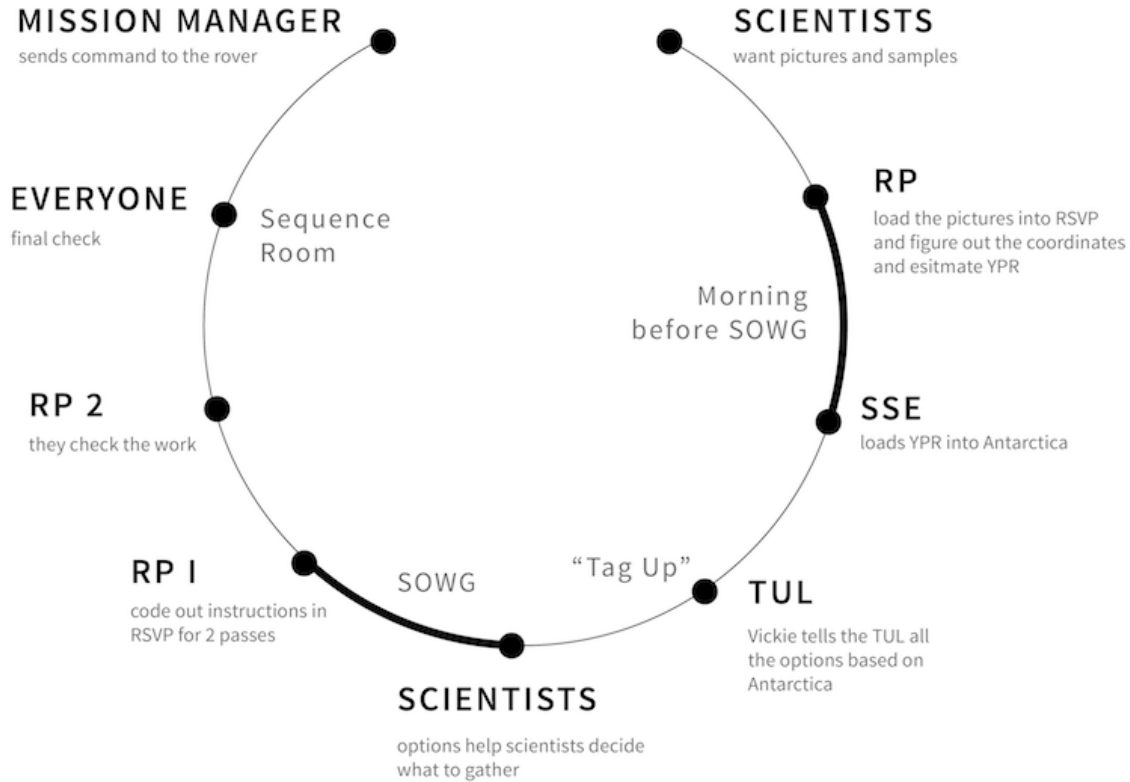 MISSION MANAGER
sends command to the rover
SCIENTISTS
want pictures and samples
RP
load the pictures into RSVP
and figure out the coordinates
and esitmate YPR
EVERYONE
final check
Sequence
Room
Morning
before SOWG
SSE
loads YPR into Antarctica
RP 2
they check the work
"Tag Up"
TUL
Vickie tells the TUL all
the options based on
Antarctica
RP I
code out instructions in
RSVP for 2 passes
SOWG
SCIENTISTS
options help scientists decide
what to gather